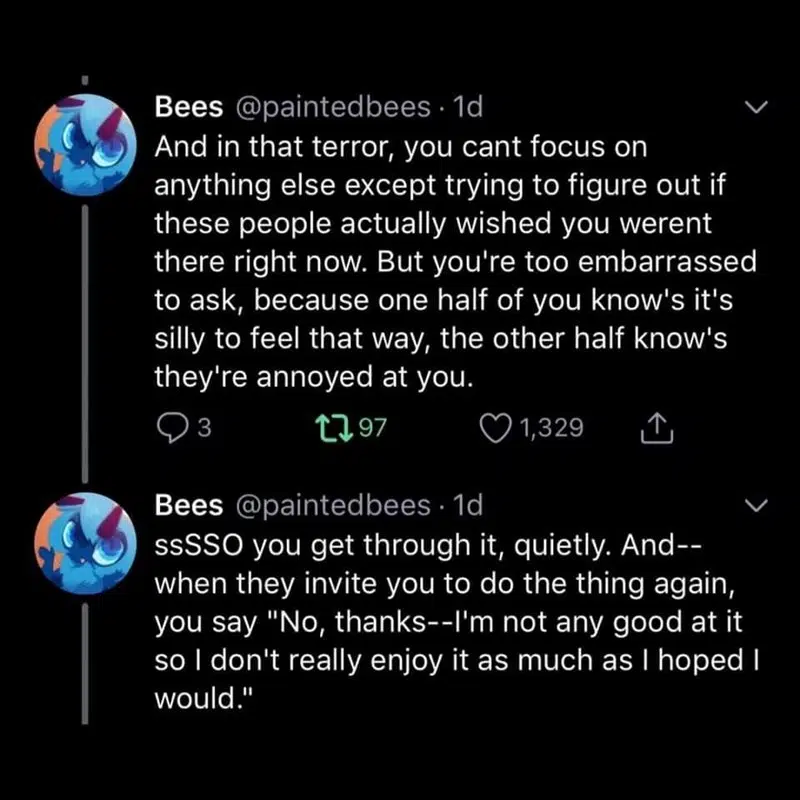 Bees @paintedbees · 1d
And in that terror, you cant focus on
anything else except trying to figure out if
these people actually wished you werent
there right now. But you're too embarrassed
to ask, because one half of you know's it's
silly to feel that way, the other half know's
they're annoyed at you.
3 97 1,329
Bees @paintedbees · 1d
ssSSO you get through it, quietly. And--
when they invite you to do the thing again,
you say "No, thanks--I'm not any good at it
so I don't really enjoy it as much as I hoped I
would."